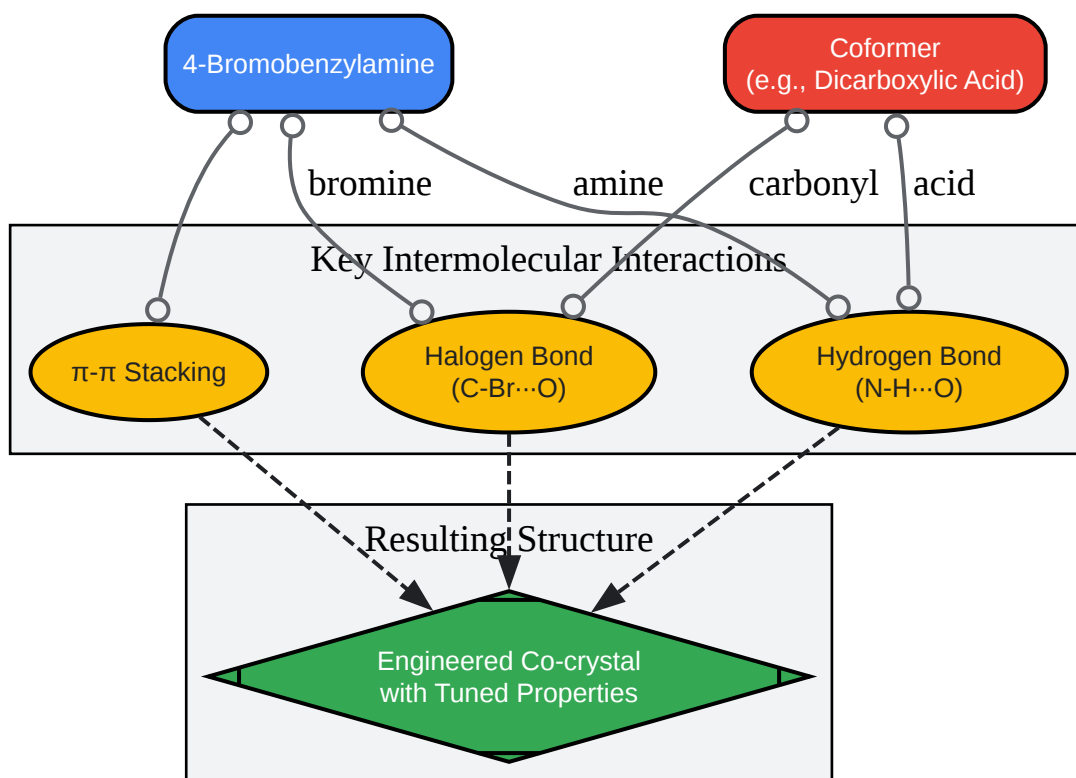 4-Bromobenzylamine
Coformer
(e.g., Dicarboxylic Acid)
bromine
amine
carbonyl
acid
Key Intermolecular Interactions
π-π Stacking
Halogen Bond
(C-Br···O)
Hydrogen Bond
(N-H···O)
Resulting Structure
Engineered Co-crystal
with Tuned Properties